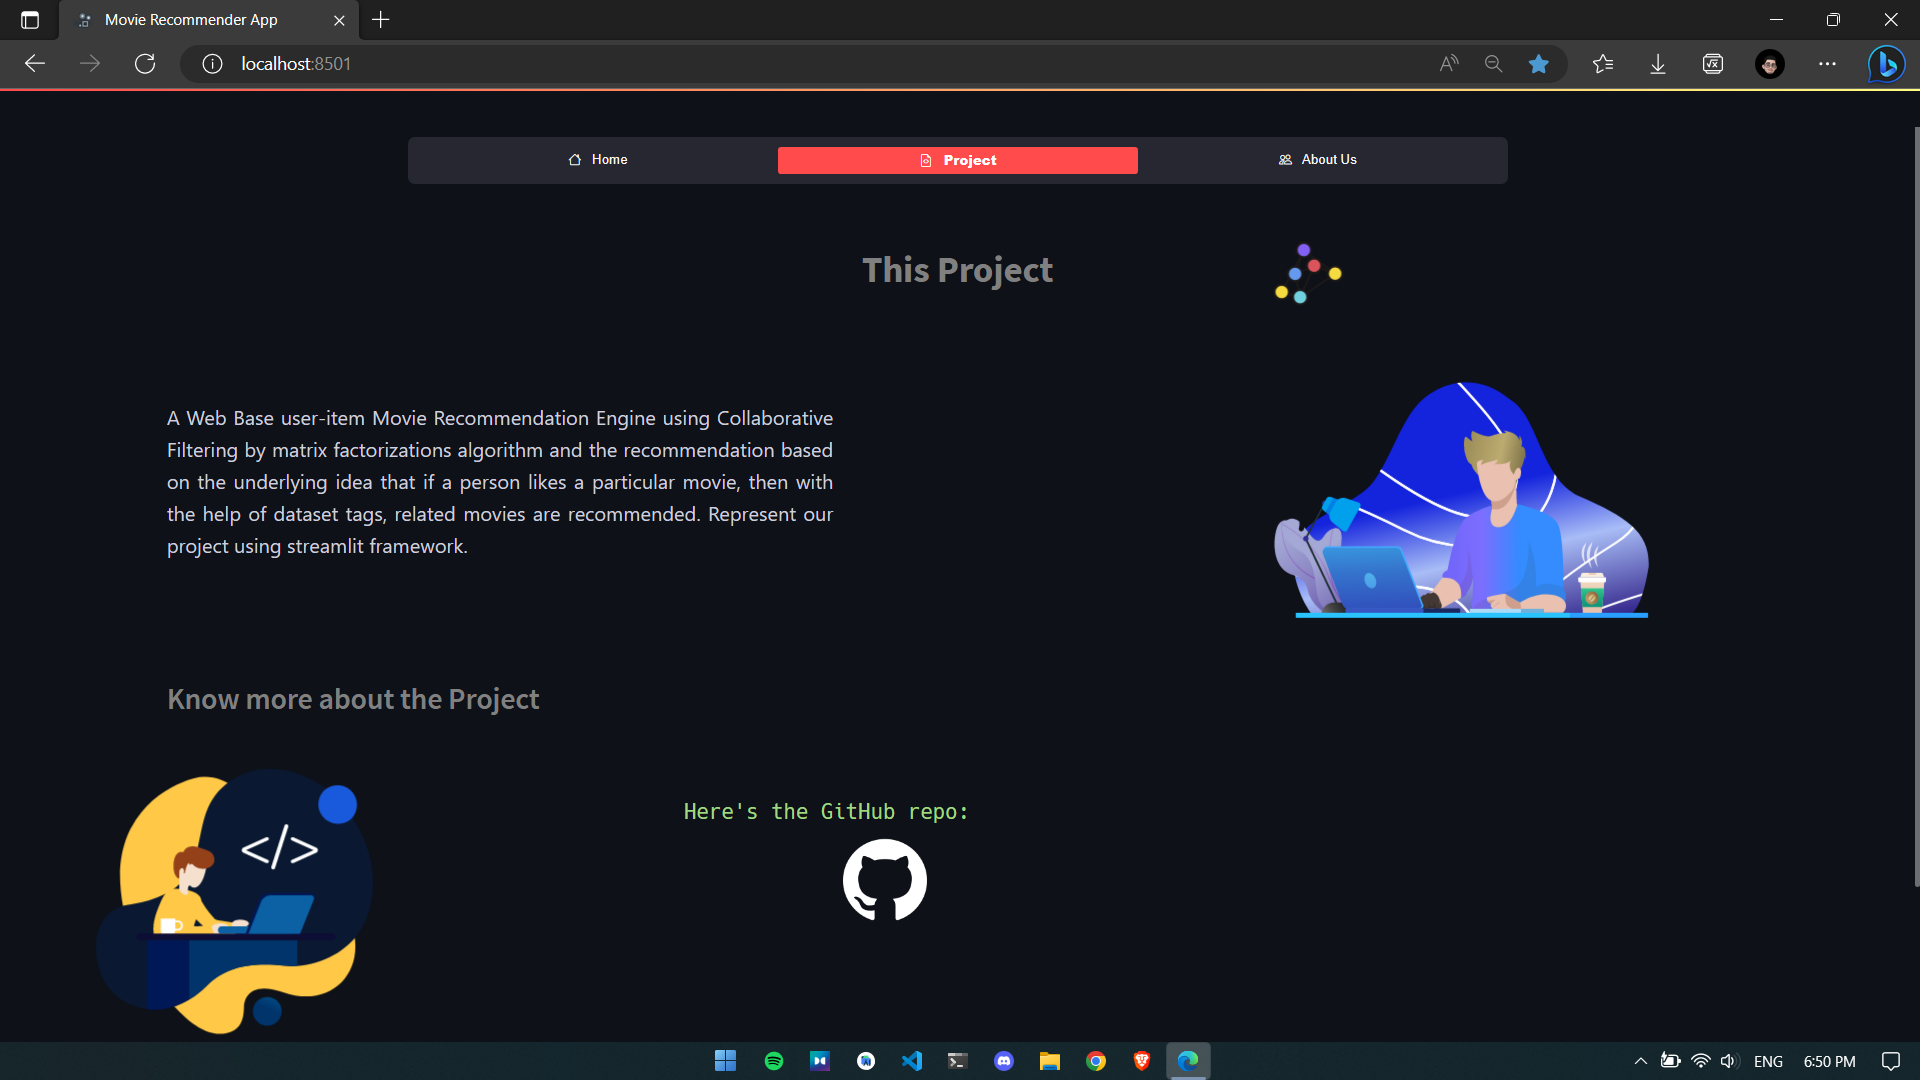 Movie Recommender App
localhost:8501
Home
Project
About Us
This Project
A Web Base user-item Movie Recommendation Engine using Collaborative
Filtering by matrix factorizations algorithm and the recommendation based
on the underlying idea that if a person likes a particular movie, then with
the help of dataset tags, related movies are recommended. Represent our
project using streamlit framework.
Know more about the Project
</>
Here's the GitHub repo:
ENG
6:50 PM